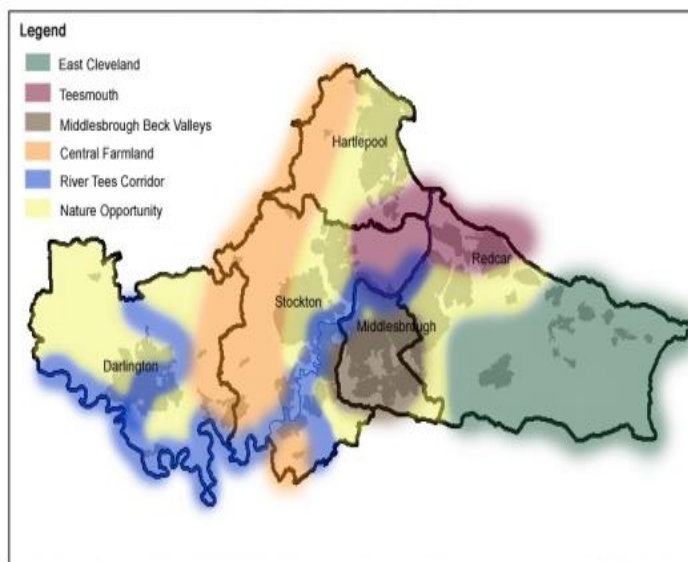 Legend
East Cleveland
Teesmouth
Middlesbrough Beck Valleys
Central Farmland
River Tees Corridor
Nature Opportunity
Hartlepool
Redcar
Stockton
Middlesbrough
Darlington